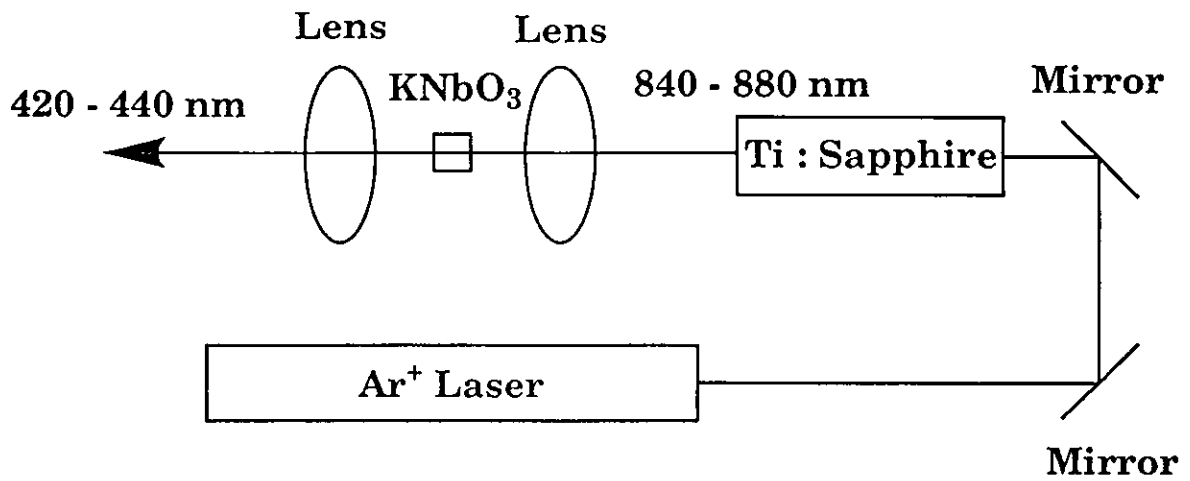 Lens
Lens
420 - 440 nm
KNbO₃
840 - 880 nm
Mirror
Ti : Sapphire
Ar⁺ Laser
Mirror